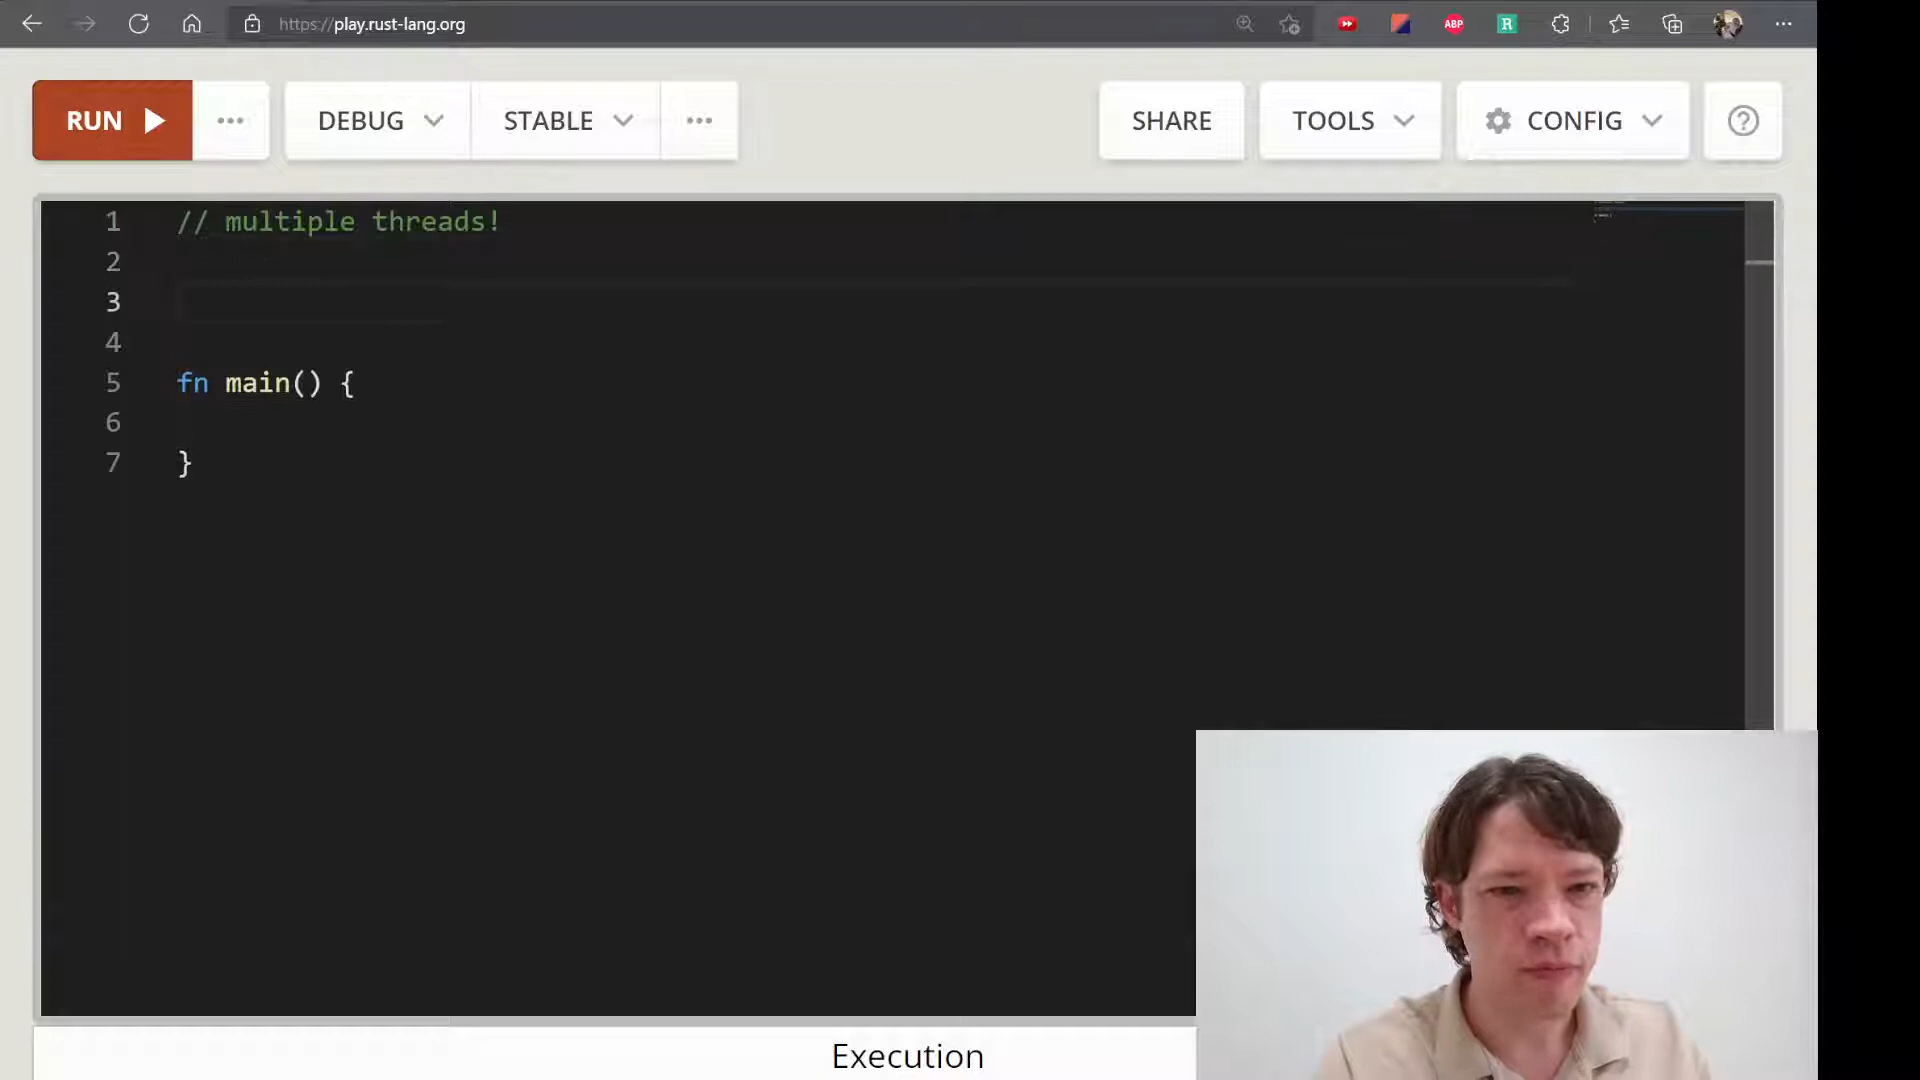 https://play.rust-lang.org
ABP
R
RUN
DEBUG
STABLE
SHARE
TOOLS
CONFIG
1 // multiple threads!
2
3
4
5 fn main() {
6
7 }
Execution